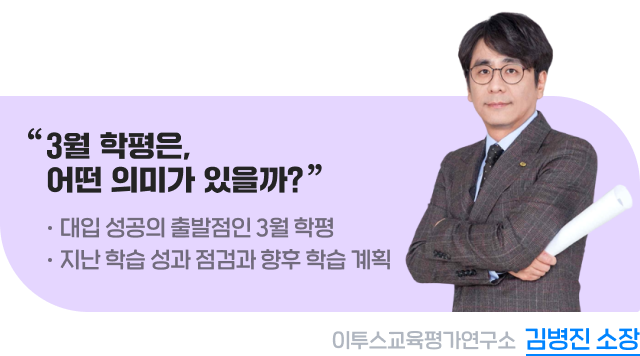 “3월 학평은,
어떤 의미가 있을까?”
· 대입 성공의 출발점인 3월 학평
· 지난 학습 성과 점검과 향후 학습 계획
이투스교육평가연구소 김병진 소장